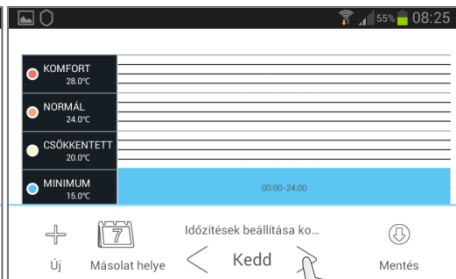 55% 08:25
KOMFORT
28.0°C
NORMÁL
24.0°C
CSÖKKENTETT
20.0°C
MINIMUM
15.0°C
00:00-24:00
Időzítések beállítása ko...
7
Kedd
Új
Másolat helye
Mentés